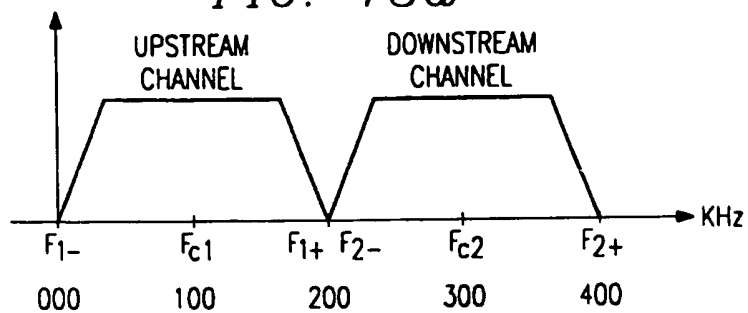 UPSTREAM CHANNEL
DOWNSTREAM CHANNEL
KHz
F1- Fc1 F1+ F2- Fc2 F2+
000 100 200 300 400